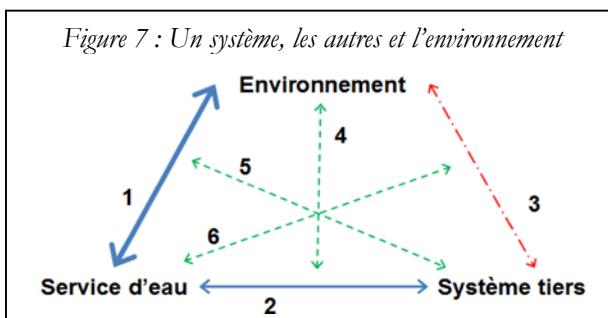 Figure 7 : Un système, les autres et l’environnement
Environnement
4
5
1
3
6
Service d’eau
Système tiers
2